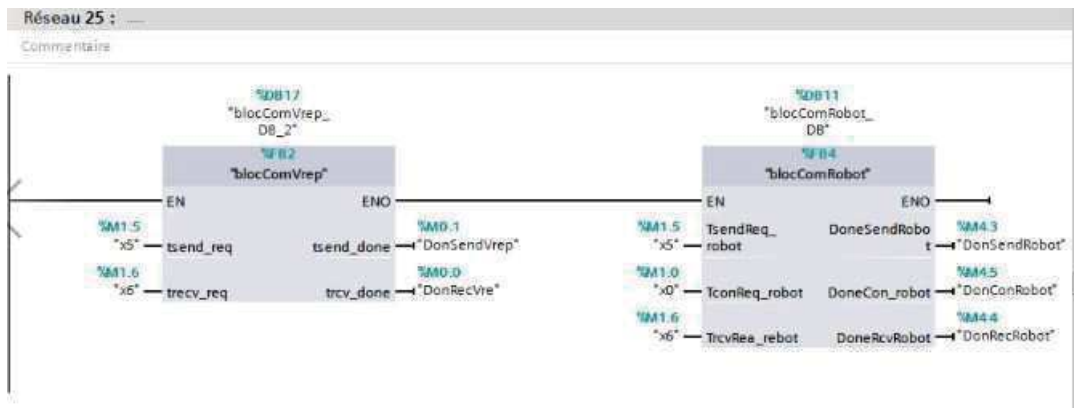 Réseau 25 : ....
Commentaire
%DB17
"blocComVrep_
DB_2"
%FB2
"blocComVrep"
EN
ENO
%M1.5
"x5"
tsend_req
tsend_done
%M0.1
"DonSendVrep"
%M1.6
"x6"
trecv_req
trcv_done
%M0.0
"DonRecVre"
%DB11
"blocComRobot_
DB"
%FB4
"blocComRobot"
EN
ENO
%M1.5
"x5"
TsendReq_
robot
DoneSendRobo
t
%M4.3
"DonSendRobot"
%M1.0
"x0"
TconReq_robot
DoneCon_robot
%M4.5
"DonConRobot"
%M1.6
"x6"
TrcvRea_rebot
DoneRcvRobot
%M4.4
"DonRecRobot"